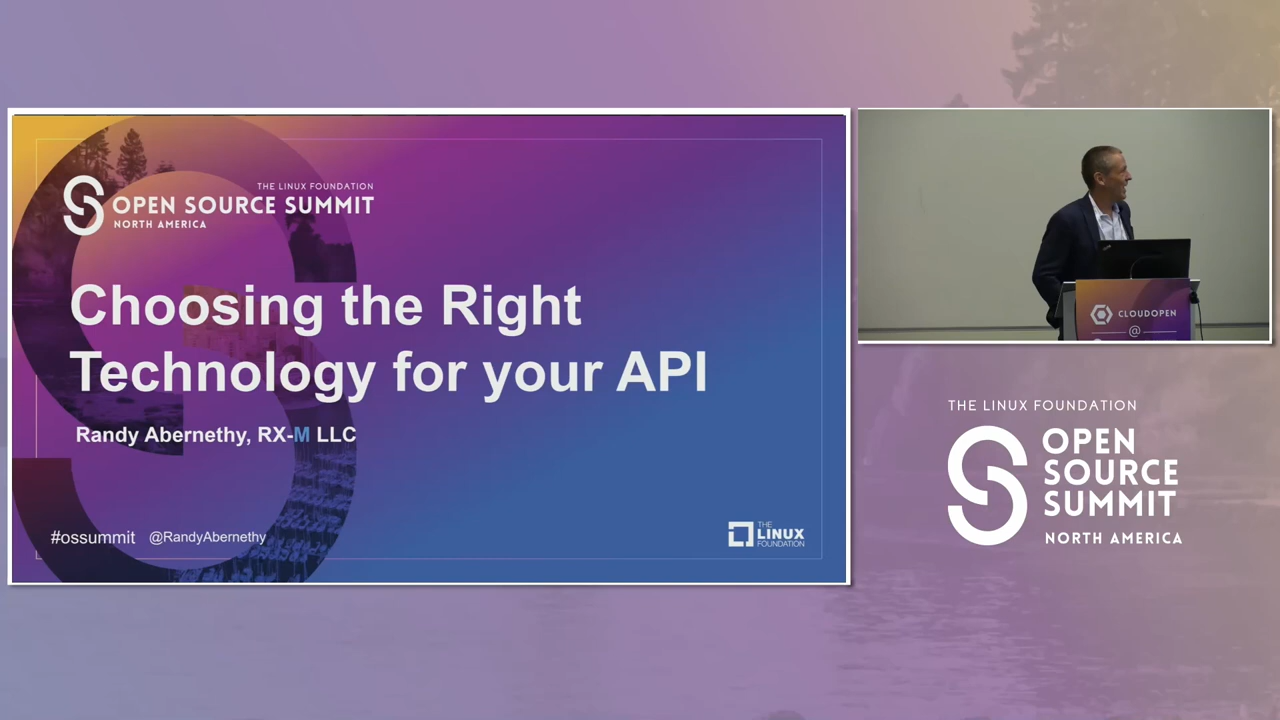 THE LINUX FOUNDATION
OPEN SOURCE SUMMIT
NORTH AMERICA
Choosing the Right
Technology for your API
Randy Abernethy, RX-M LLC
#ossummit @RandyAbernethy
THE
LINUX
FOUNDATION
CLOUDOPEN
@
THE LINUX FOUNDATION
OPEN
SOURCE
SUMMIT
NORTH AMERICA